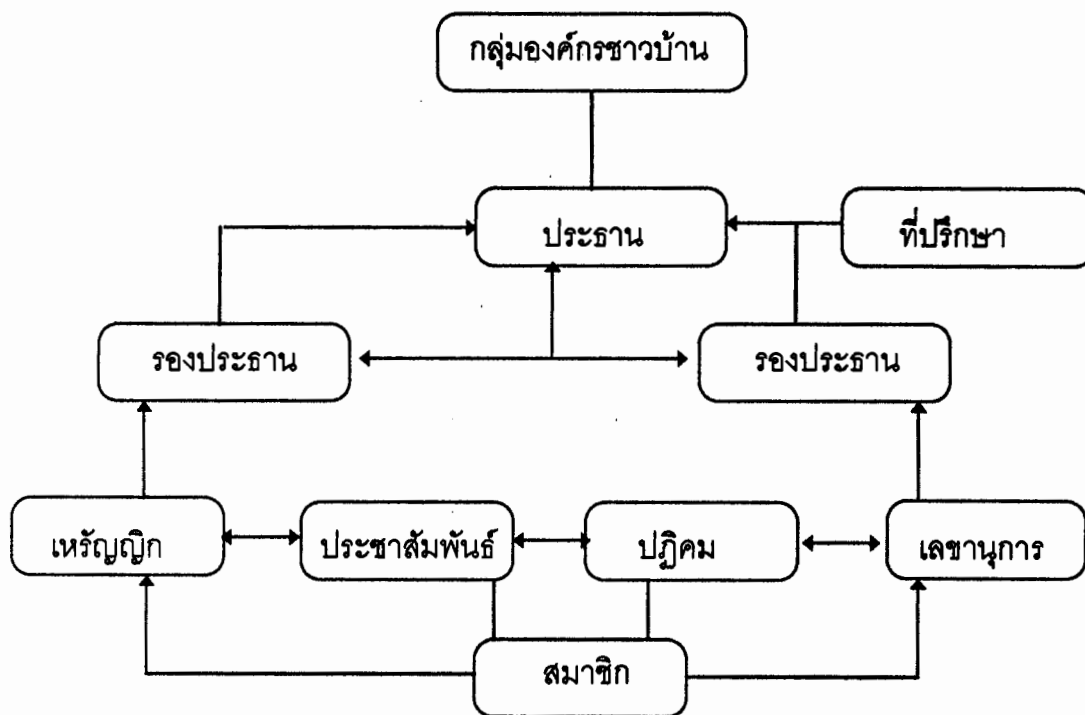 กลุ่มองค์กรชาวบ้าน
ประธาน
ที่ปรึกษา
รองประธาน
รองประธาน
เหรัญญิก
ประชาสัมพันธ์
ปฏิคม
เลขานุการ
สมาชิก